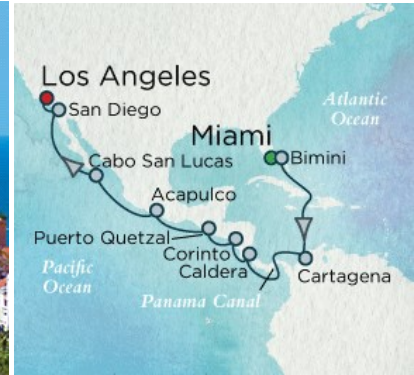 Los Angeles
San Diego
Atlantic
Ocean
Miami
Bimini
Cabo San Lucas
Acapulco
Puerto Quetzal
Corinto
Caldera
Cartagena
Pacific
Ocean
Panama Canal